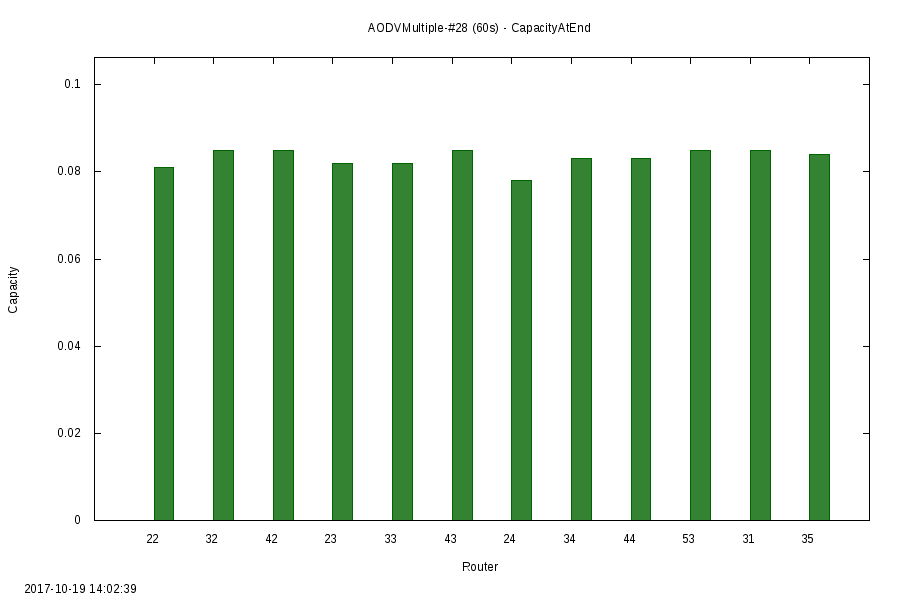 AODVMultiple-#28 (60s) - CapacityAtEnd
0.1
0.08
0.06
0.04
0.02
0
Capacity
22 32 42 23 33 43 24 34 44 53 31 35
Router
2017-10-19 14:02:39